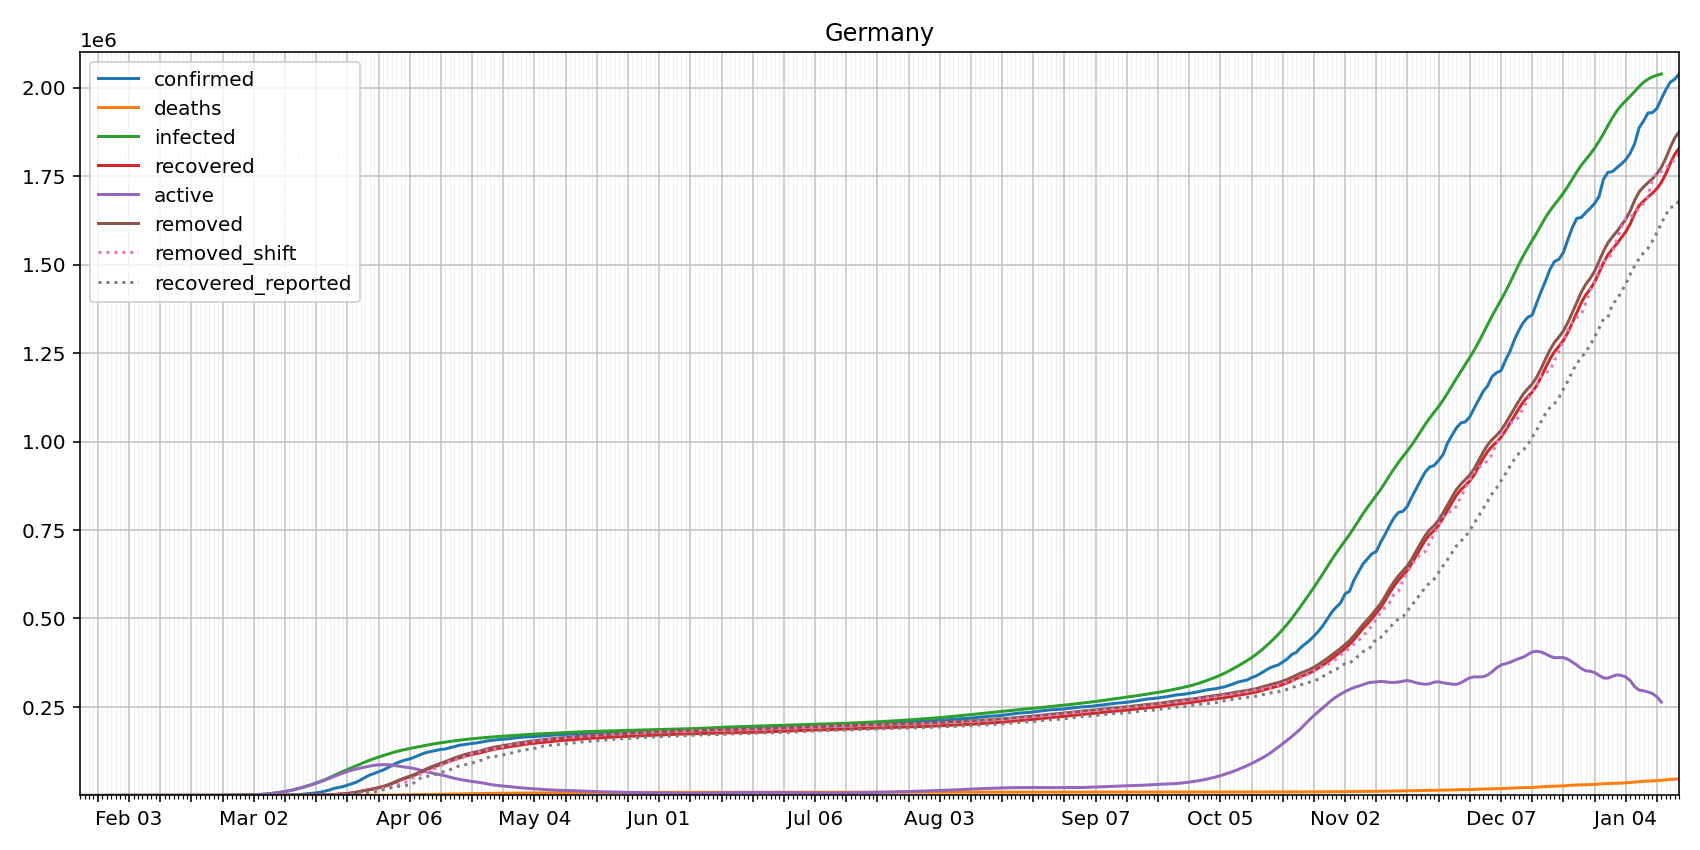 Germany
1e6
2.00
1.75
1.50
1.25
1.00
0.75
0.50
0.25
confirmed
deaths
infected
recovered
active
removed
removed_shift
recovered_reported
Feb 03 Mar 02 Apr 06 May 04 Jun 01 Jul 06 Aug 03 Sep 07 Oct 05 Nov 02 Dec 07 Jan 04